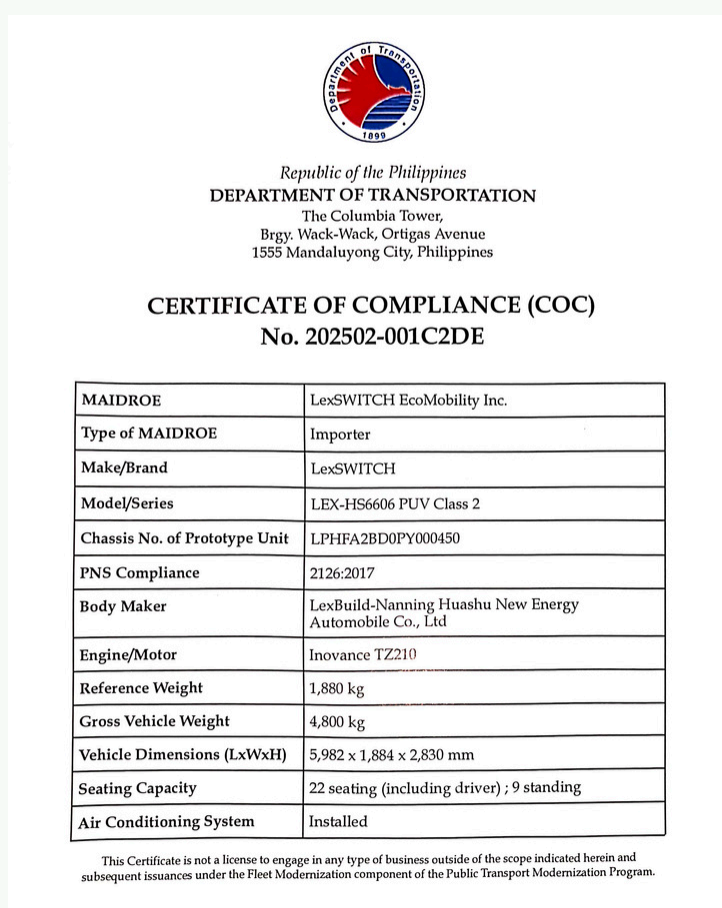 Department of Transportation
1899
Republic of the Philippines
DEPARTMENT OF TRANSPORTATION
The Columbia Tower,
Brgy. Wack-Wack, Ortigas Avenue
1555 Mandaluyong City, Philippines
CERTIFICATE OF COMPLIANCE (COC)
No. 202502-001C2DE
MAIDROE LexSWITCH EcoMobility Inc.
Type of MAIDROE Importer
Make/Brand LexSWITCH
Model/Series LEX-HS6606 PUV Class 2
Chassis No. of Prototype Unit LPHFA2BD0PY000450
PNS Compliance 2126:2017
Body Maker LexBuild-Nanning Huashu New Energy
Automobile Co., Ltd
Engine/Motor Inovance TZ210
Reference Weight 1,880 kg
Gross Vehicle Weight 4,800 kg
Vehicle Dimensions (LxWxH) 5,982 x 1,884 x 2,830 mm
Seating Capacity 22 seating (including driver) ; 9 standing
Air Conditioning System Installed
This Certificate is not a license to engage in any type of business outside of the scope indicated herein and
subsequent issuances under the Fleet Modernization component of the Public Transport Modernization Program.